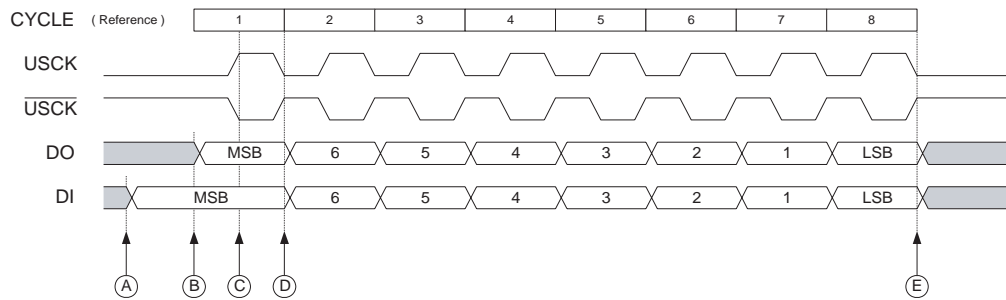 CYCLE ( Reference ) 1 2 3 4 5 6 7 8
USCK
USCK
DO MSB 6 5 4 3 2 1 LSB
DI MSB 6 5 4 3 2 1 LSB
A B C D E